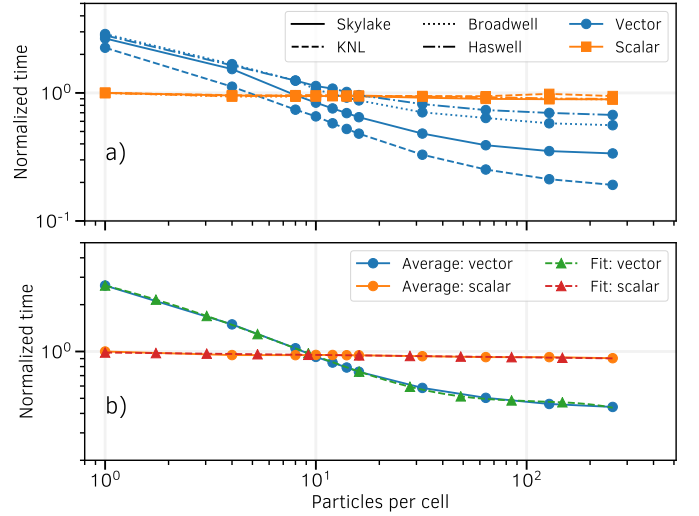 Skylake Broadwell Vector
KNL Haswell Scalar
Normalized time
10⁰
a)
10⁻¹
Average: vector Fit: vector
Average: scalar Fit: scalar
Normalized time
10⁰
b)
10⁰ 10¹ 10²
Particles per cell